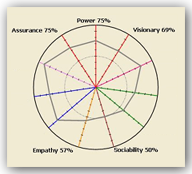 Power 75%
Assurance 75%
Visionary 69%
Empathy 57%
Sociability 50%